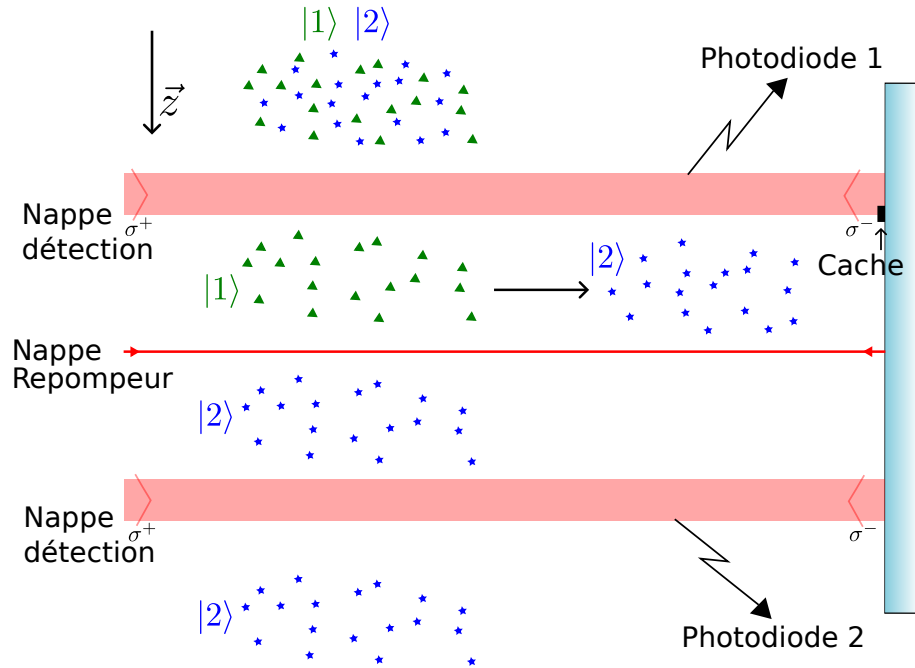 |1⟩ |2⟩
z⃗
Photodiode 1
Nappe
détection
σ⁺
σ⁻
Cache
|1⟩
|2⟩
Nappe
Repompeur
|2⟩
Nappe
détection
σ⁺
σ⁻
|2⟩
Photodiode 2